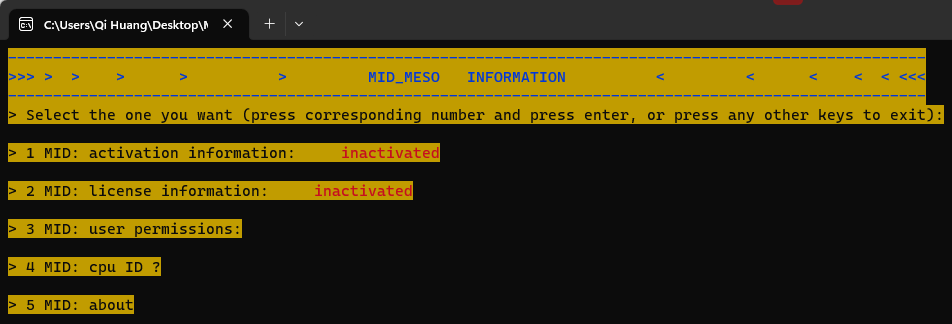 C:\Users\Qi Huang\Desktop\M
>>> > > > > > MID_MESO INFORMATION < < < < < <<<
> Select the one you want (press corresponding number and press enter, or press any other keys to exit):
> 1 MID: activation information: inactivated
> 2 MID: license information: inactivated
> 3 MID: user permissions:
> 4 MID: cpu ID ?
> 5 MID: about